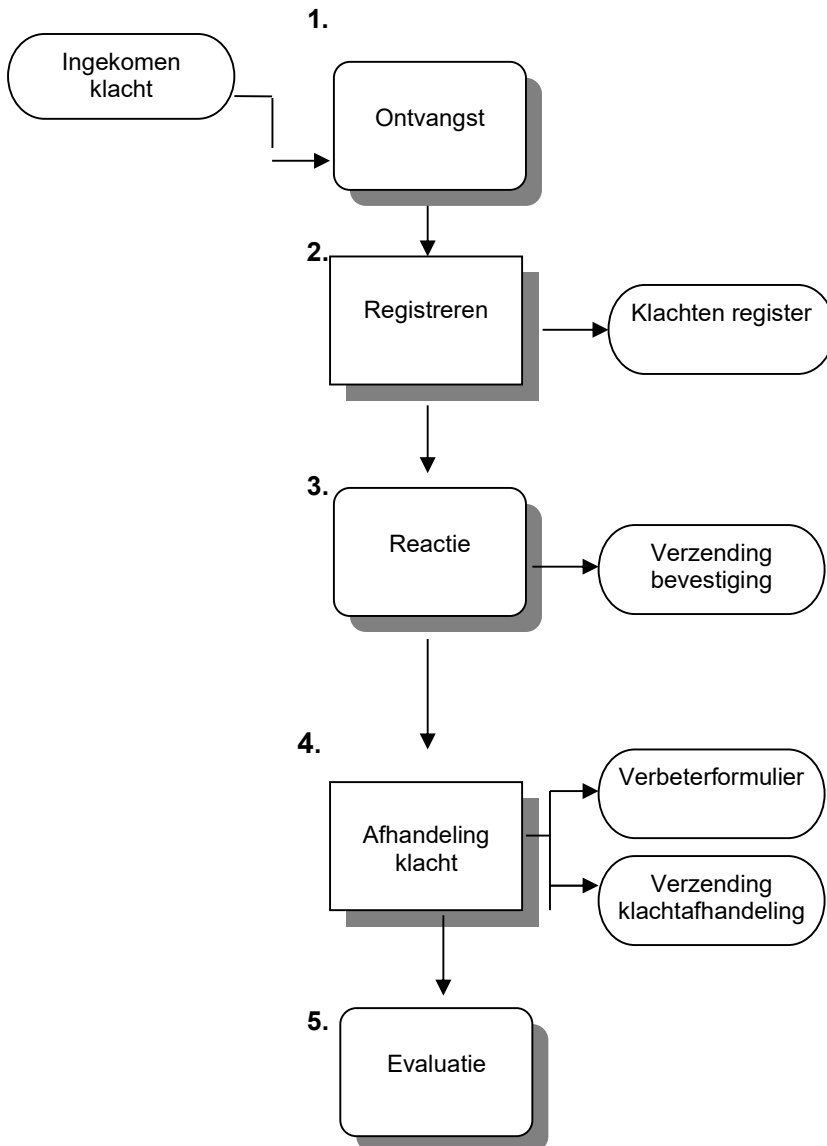 1.
Ingekomen
klacht
Ontvangst
2.
Registreren
Klachten register
3.
Reactie
Verzending
bevestiging
4.
Afhandeling
klacht
Verbeterformulier
Verzending
klachtafhandeling
5.
Evaluatie